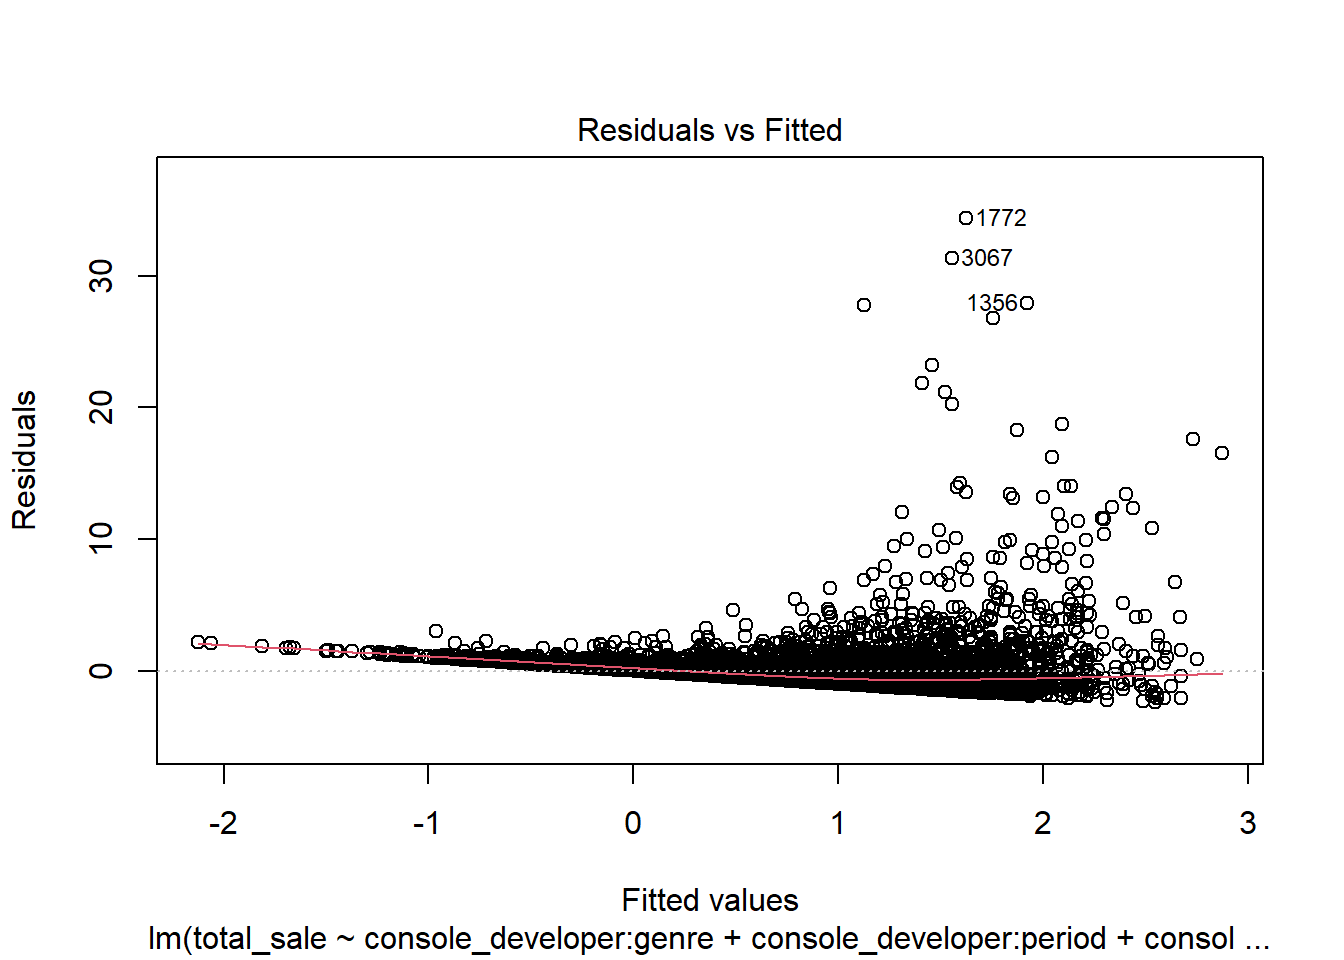 Residuals vs Fitted
1772
3067
1356
Residuals
30
20
10
0
-2 -1 0 1 2 3
Fitted values
lm(total_sale ~ console_developer:genre + console_developer:period + consol ...